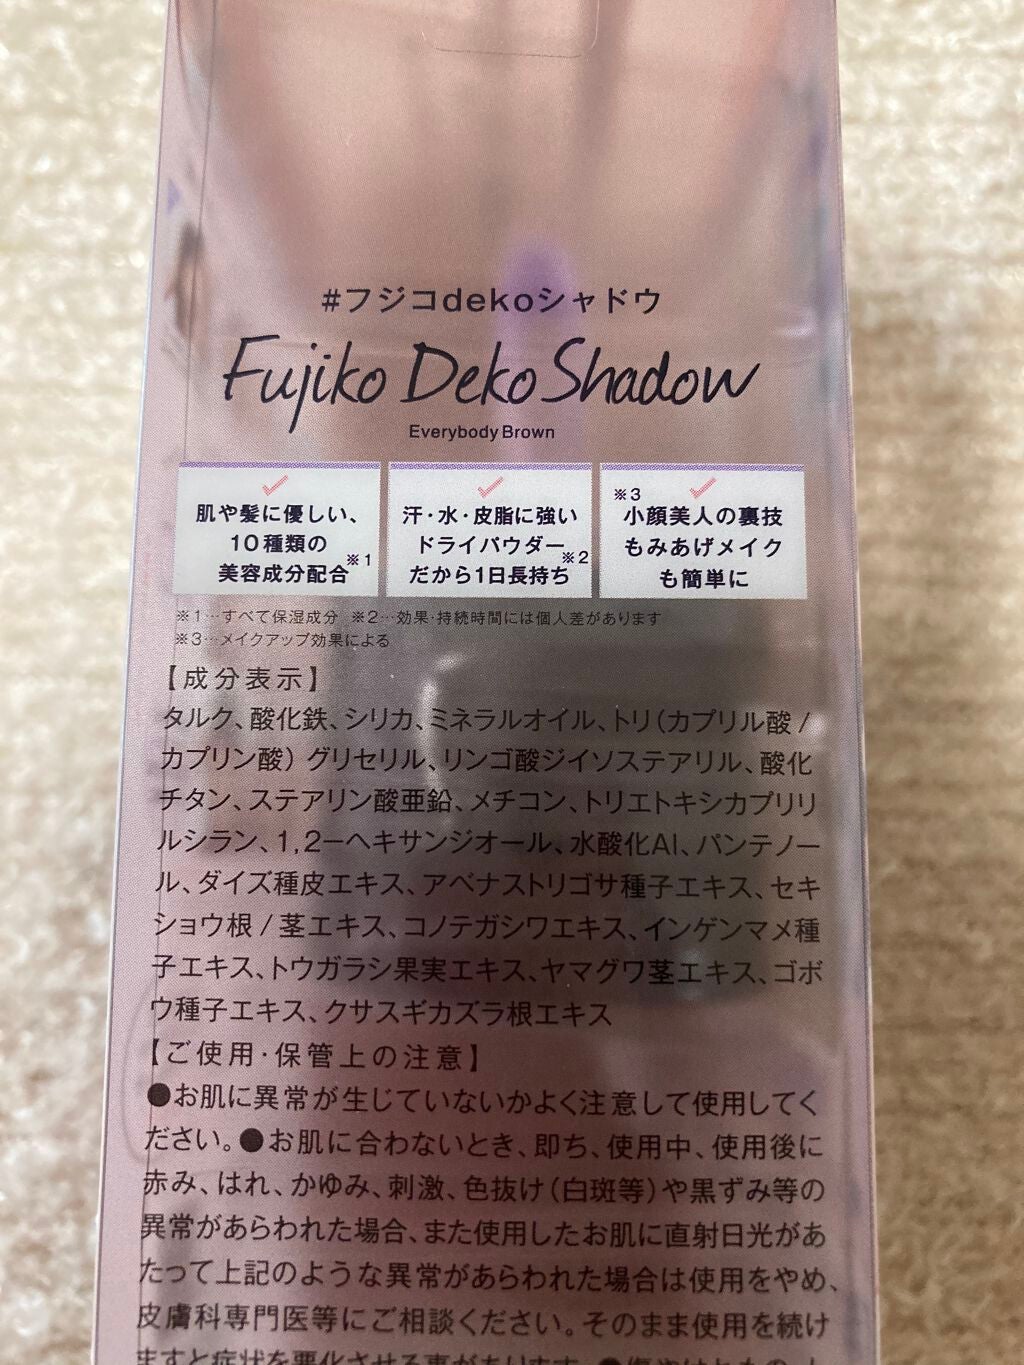 #フジコdekoシャドウ
Fujiko Deko Shadow
Everybody Brown
肌や髪に優しい、
10種類の
美容成分配合※1
汗・水・皮脂に強い
ドライパウダー※2
だから1日長持ち
※3
小顔美人の裏技
もみあげメイク
も簡単に
※1…すべて保湿成分 ※2…効果・持続時間には個人差があります
※3…メイクアップ効果による
【成分表示】
タルク、酸化鉄、シリカ、ミネラルオイル、トリ(カプリル酸/
カプリン酸)グリセリル、リンゴ酸ジイソステアリル、酸化
チタン、ステアリン酸亜鉛、メチコン、トリエトキシカプリリ
ルシラン、1,2ーヘキサンジオール、水酸化Al、パンテノー
ル、ダイズ種皮エキス、アベナストリゴサ種子エキス、セキ
ショウ根/茎エキス、コノテガシワエキス、インゲンマメ種
子エキス、トウガラシ果実エキス、ヤマグワ茎エキス、ゴボ
ウ種子エキス、クサスギカズラ根エキス
【ご使用・保管上の注意】
●お肌に異常が生じていないかよく注意して使用してく
ださい。●お肌に合わないとき、即ち、使用中、使用後に
赤み、はれ、かゆみ、刺激、色抜け(白斑等)や黒ずみ等の
異常があらわれた場合、また使用したお肌に直射日光があ
たって上記のような異常があらわれた場合は使用をやめ、
皮膚科専門医等にご相談ください。そのまま使用を続け
ますと症状を悪化させる事があります。